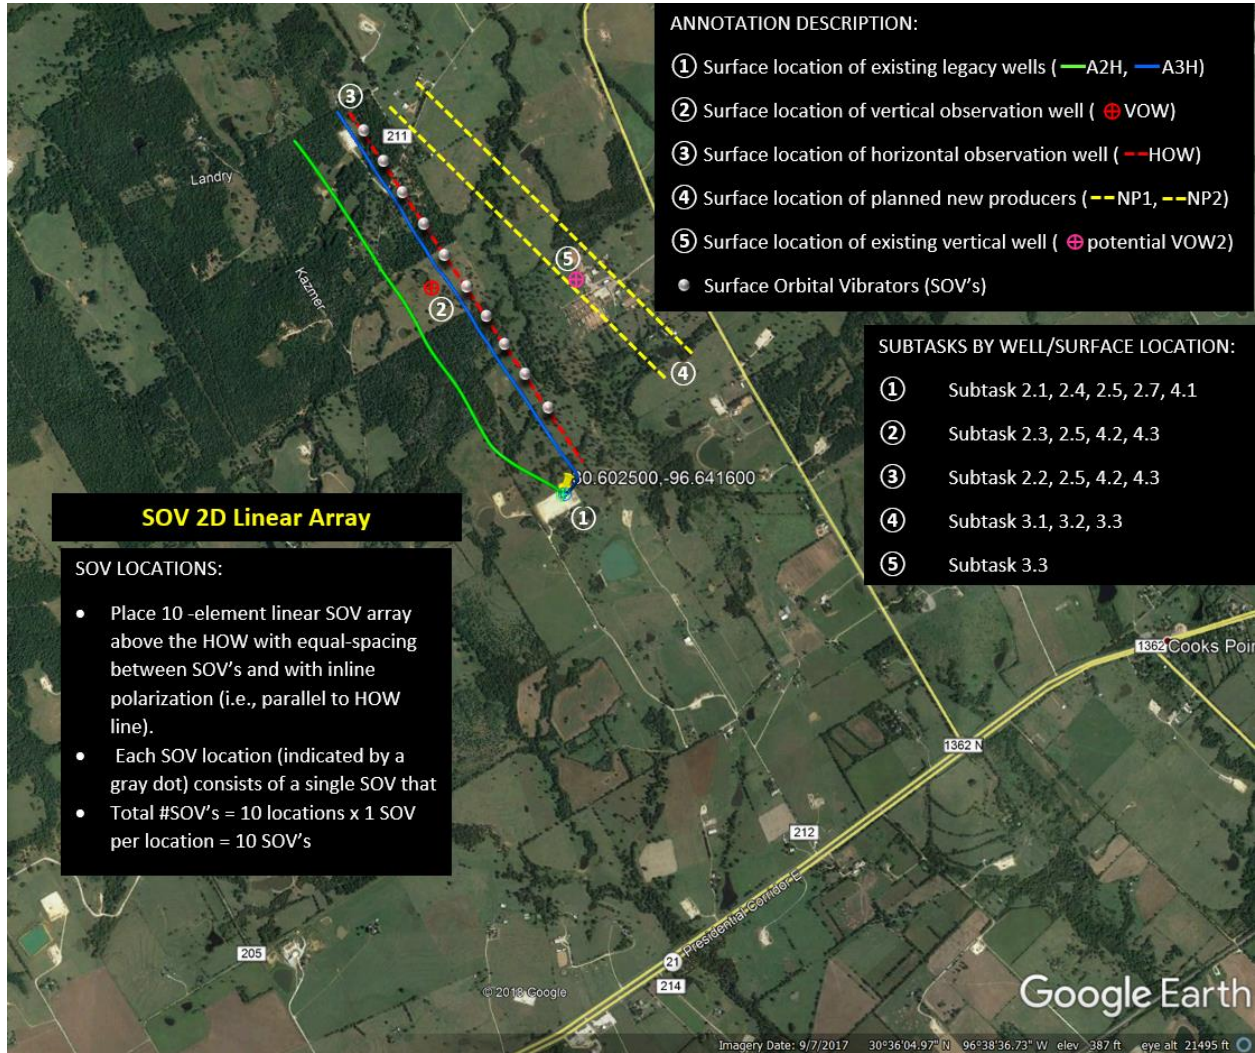 ANNOTATION DESCRIPTION:
① Surface location of existing legacy wells ( A2H, A3H)
② Surface location of vertical observation well ( VOW)
③ Surface location of horizontal observation well ( HOW)
④ Surface location of planned new producers ( NP1, NP2)
⑤ Surface location of existing vertical well ( potential VOW2)
Surface Orbital Vibrators (SOV's)
SUBTASKS BY WELL/SURFACE LOCATION:
① Subtask 2.1, 2.4, 2.5, 2.7, 4.1
② Subtask 2.3, 2.5, 4.2, 4.3
③ Subtask 2.2, 2.5, 4.2, 4.3
④ Subtask 3.1, 3.2, 3.3
⑤ Subtask 3.3
③
211
Landry
Kazmer
⑤
②
④
30.602500,-96.641600
①
SOV 2D Linear Array
SOV LOCATIONS:
• Place 10 -element linear SOV array
above the HOW with equal-spacing
between SOV's and with inline
polarization (i.e., parallel to HOW
line).
• Each SOV location (indicated by a
gray dot) consists of a single SOV that
• Total #SOV's = 10 locations x 1 SOV
per location = 10 SOV's
1362
Cooks Poin
1362 N
212
Presidential Corridor E
205
21
214
© 2018 Google
Google Earth
Imagery Date: 9/7/2017 30°36'04.97" N 96°38'36.73" W elev 387 ft eye alt 21495 ft